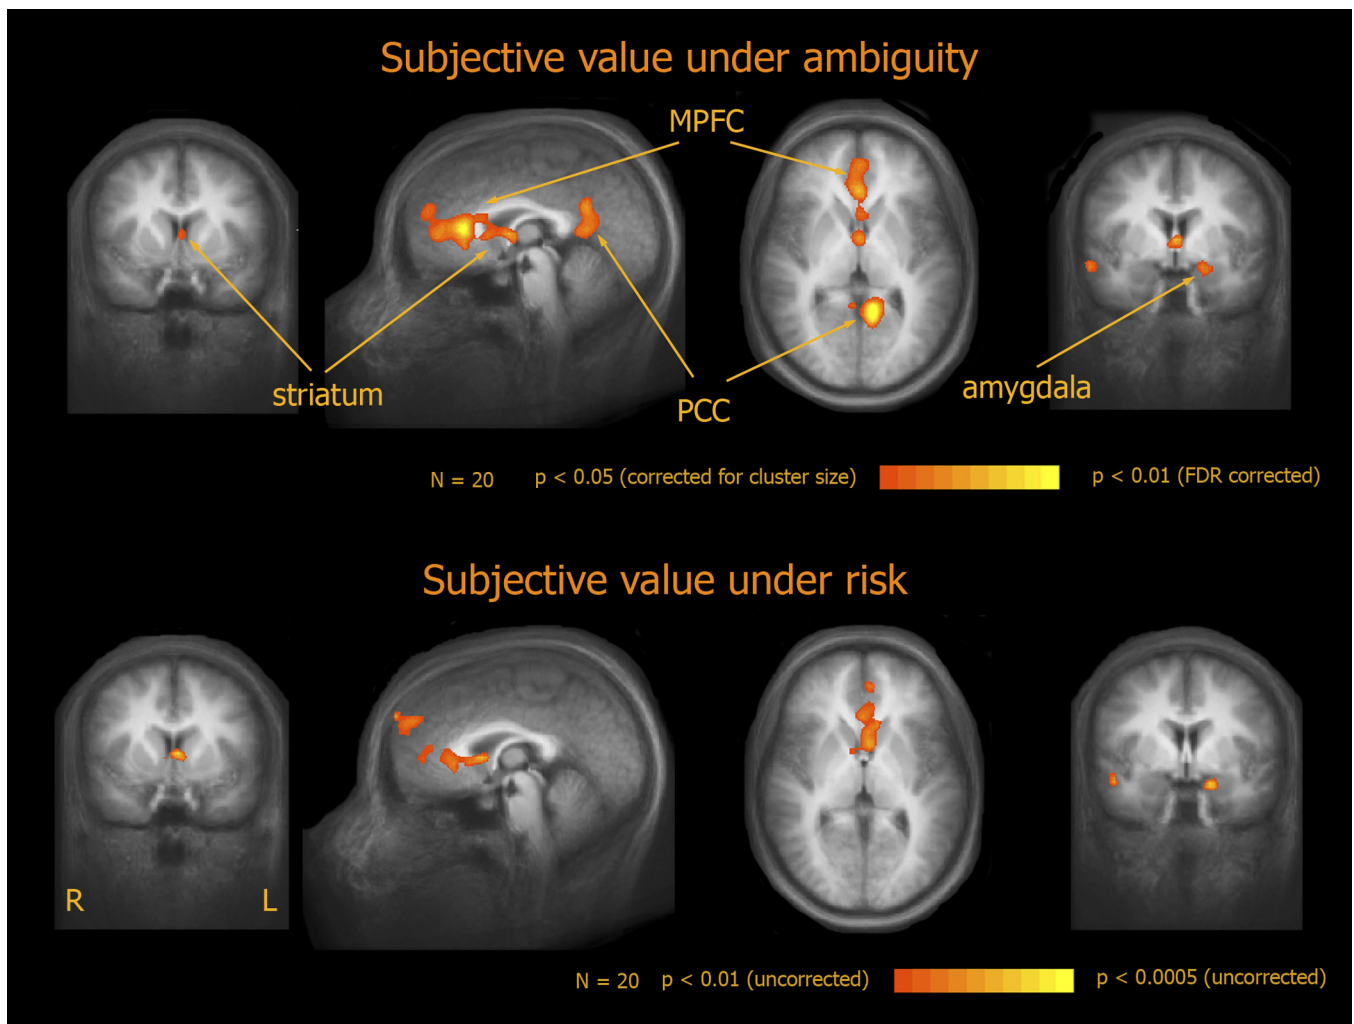 Subjective value under ambiguity
MPFC
striatum
PCC
amygdala
N = 20 p < 0.05 (corrected for cluster size) p < 0.01 (FDR corrected)
Subjective value under risk
R L
N = 20 p < 0.01 (uncorrected) p < 0.0005 (uncorrected)